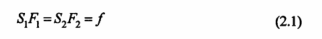 S₁F₁ = S₂F₂ = f (2.1)